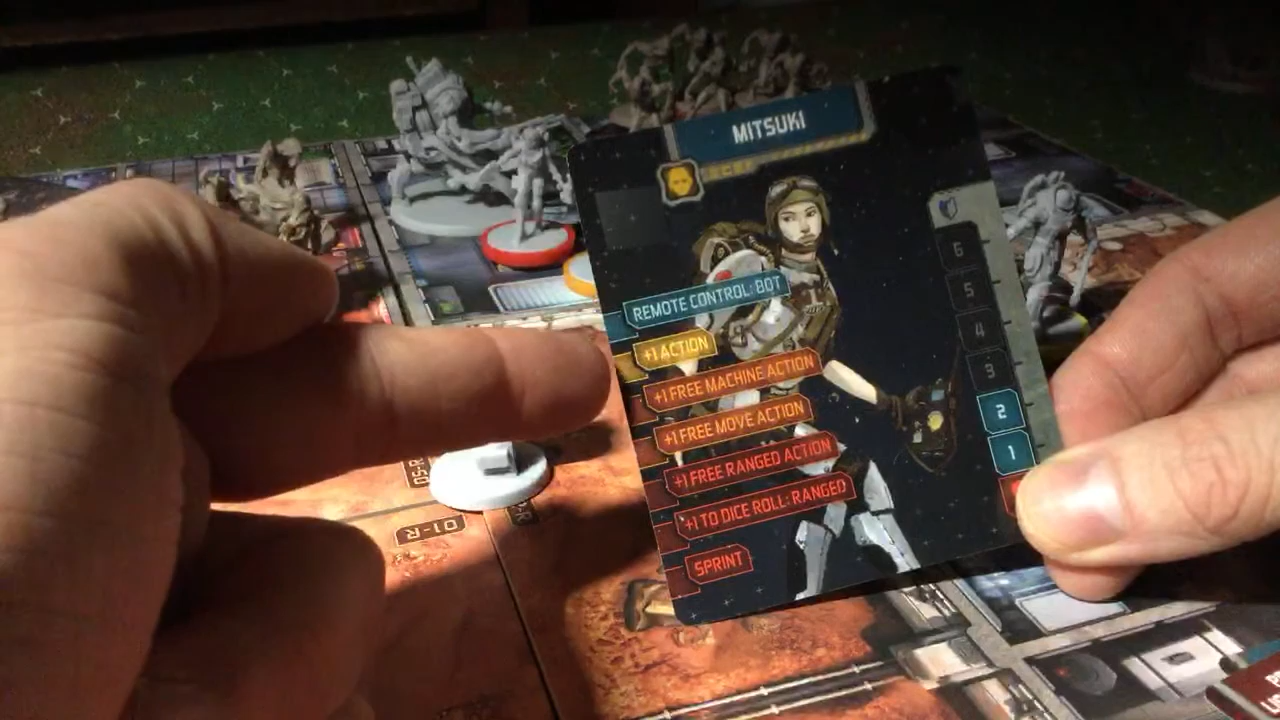 MITSUKI
REMOTE CONTROL: BOT
+1 ACTION
+1 FREE MACHINE ACTION
+1 FREE MOVE ACTION
+1 FREE RANGED ACTION
+1 TO DICE ROLL: RANGED
SPRINT
6
5
4
3
2
1
01-R